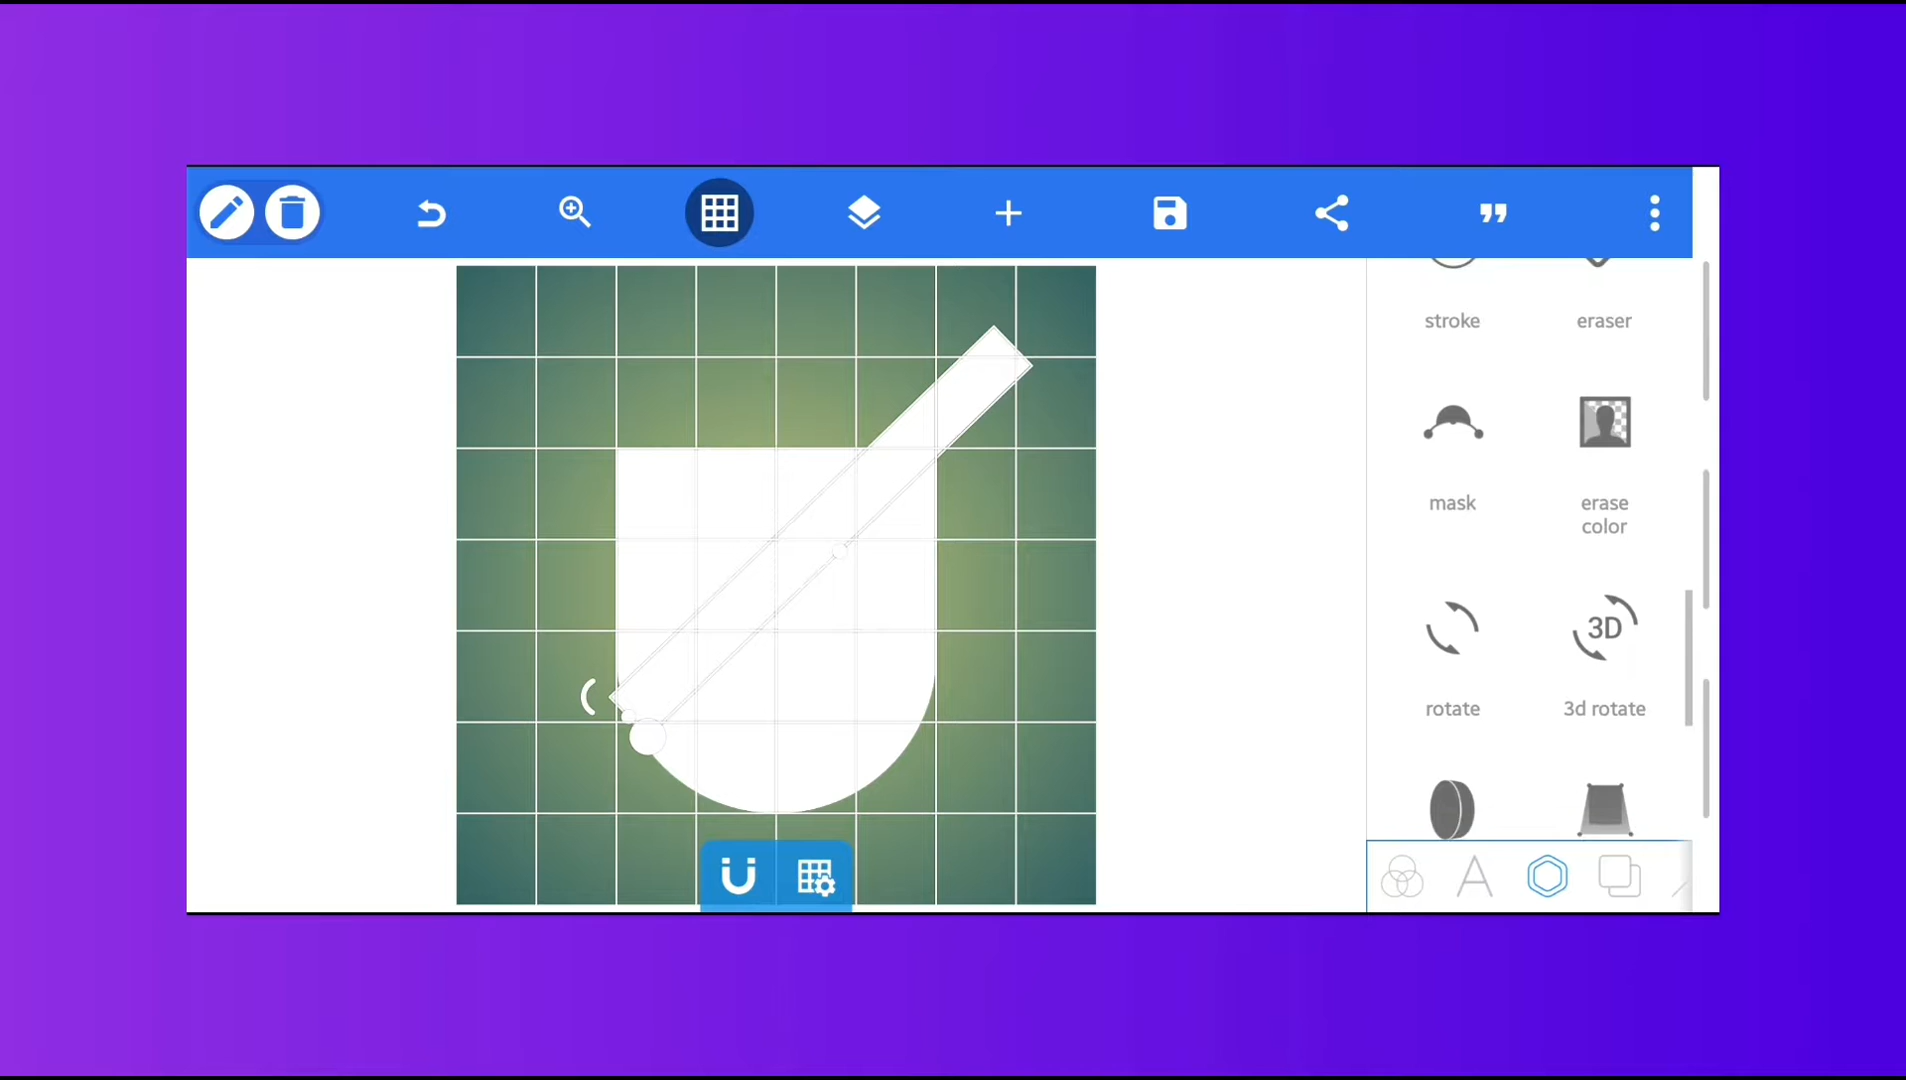 stroke
eraser
mask
erase
color
3D
rotate
3d rotate
A